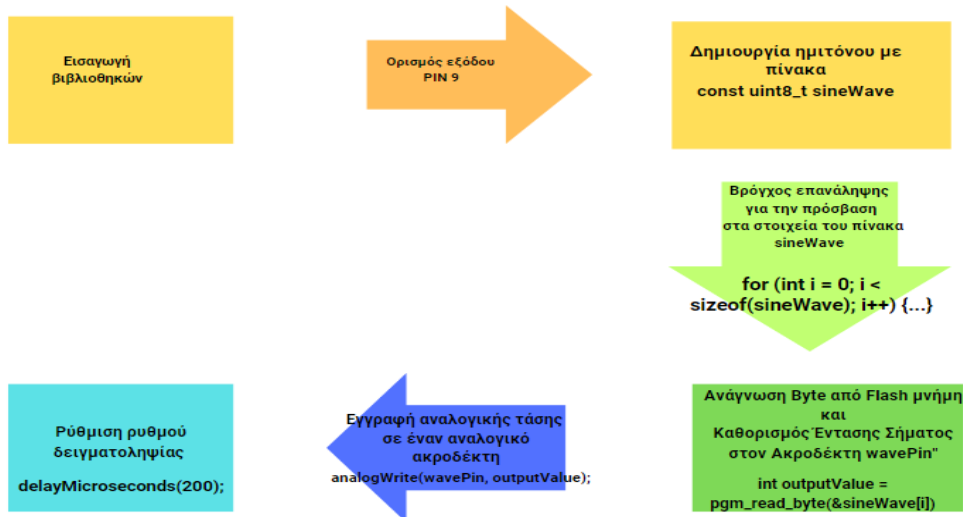 Εισαγωγή
βιβλιοθηκών
Ορισμός εξόδου
PIN 9
Δημιουργία ημιτόνου με
πίνακα
const uint8_t sineWave
Βρόγχος επανάληψης
για την πρόσβαση
στα στοιχεία του πίνακα
sineWave
for (int i = 0; i <
sizeof(sineWave); i++) {...}
Ανάγνωση Byte από Flash μνήμη
και
Καθορισμός Έντασης Σήματος
στον Ακροδέκτη wavePin"
int outputValue =
pgm_read_byte(&sineWave[i])
Εγγραφή αναλογικής τάσης
σε έναν αναλογικό
ακροδέκτη
analogWrite(wavePin, outputValue);
Ρύθμιση ρυθμού
δειγματοληψίας
delayMicroseconds(200);